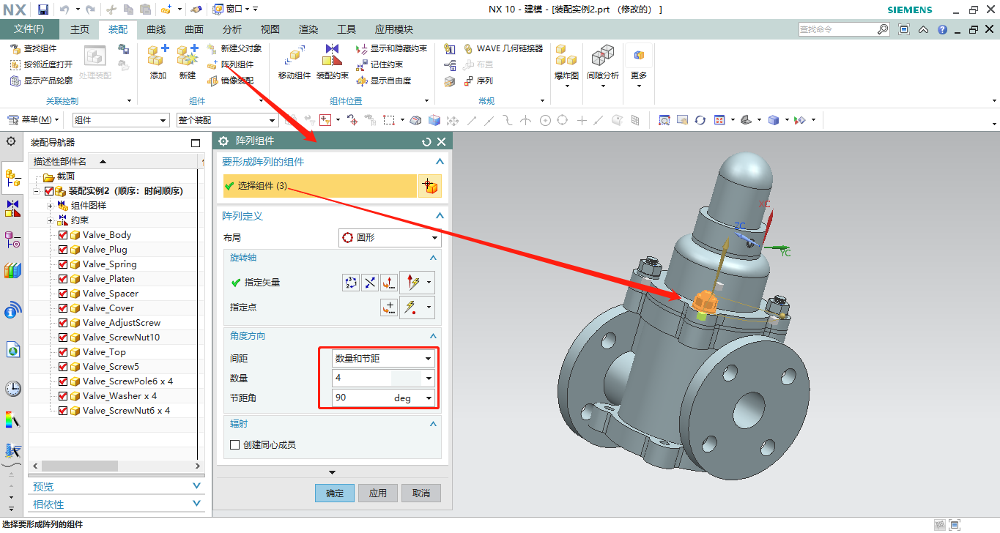 NX 窗口 NX 10 - 建模 - [装配实例2.prt （修改的） ] SIEMENS
文件(F) 主页 装配 曲线 曲面 分析 视图 渲染 工具 应用模块 查找命令
查找组件 新建父对象 显示和隐藏约束 WAVE 几何链接器
按邻近度打开 阵列组件 记住约束 布置
显示产品轮廓 处理装配 添加 新建 镜像装配 移动组件 装配约束 显示自由度 序列 爆炸图 间隙分析 更多
关联控制 组件 组件位置 常规
菜单(M) 组件 整个装配
装配导航器 阵列组件
描述性部件名
截面
装配实例2（顺序：时间顺序）
组件图样
约束
Valve_Body
Valve_Plug
Valve_Spring
Valve_Platen
Valve_Spacer
Valve_Cover
Valve_AdjustScrew
Valve_ScrewNut10
Valve_Top
Valve_Screw5
Valve_ScrewPole6 x 4
Valve_Washer x 4
Valve_ScrewNut6 x 4
预览
相依性
要形成阵列的组件
选择组件 (3)
阵列定义
布局 圆形
旋转轴
指定矢量
指定点
角度方向
间距 数量和节距
数量 4
节距角 90 deg
辐射
创建同心成员
确定 应用 取消
XC
ZC
YC
选择要形成阵列的组件